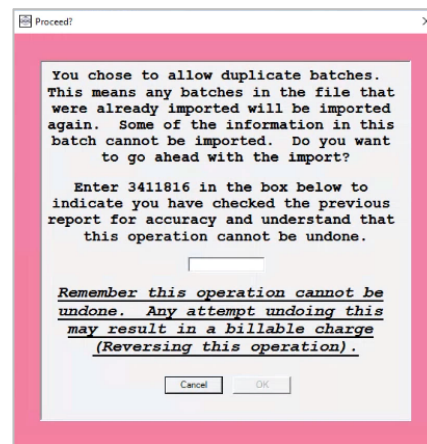 Proceed?
You chose to allow duplicate batches.
This means any batches in the file that
were already imported will be imported
again. Some of the information in this
batch cannot be imported. Do you want
to go ahead with the import?
Enter 3411816 in the box below to
indicate you have checked the previous
report for accuracy and understand that
this operation cannot be undone.
Remember this operation cannot be
undone. Any attempt undoing this
may result in a billable charge
(Reversing this operation).
Cancel OK